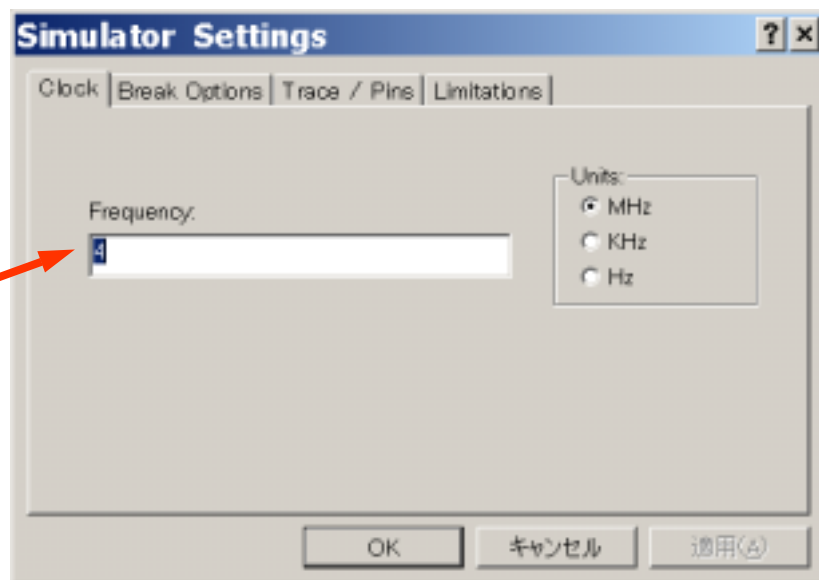 Simulator Settings
Clock Break Options Trace / Pins Limitations
Units:
MHz
Frequency:
4
KHz
Hz
OK キャンセル 適用(A)